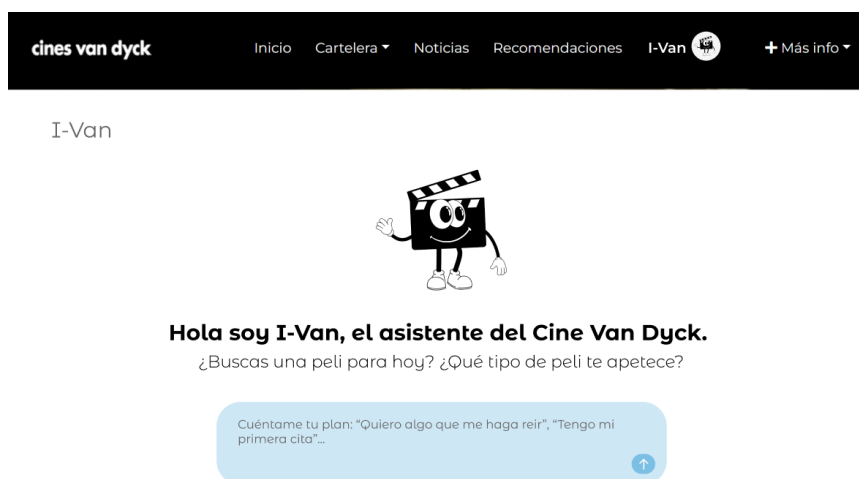 cines van dyck
Inicio Cartelera Noticias Recomendaciones I-Van Más info
I-Van
Hola soy I-Van, el asistente del Cine Van Dyck.
¿Buscas una peli para hoy? ¿Qué tipo de peli te apetece?
Cuéntame tu plan: "Quiero algo que me haga reir", "Tengo mi
primera cita"...